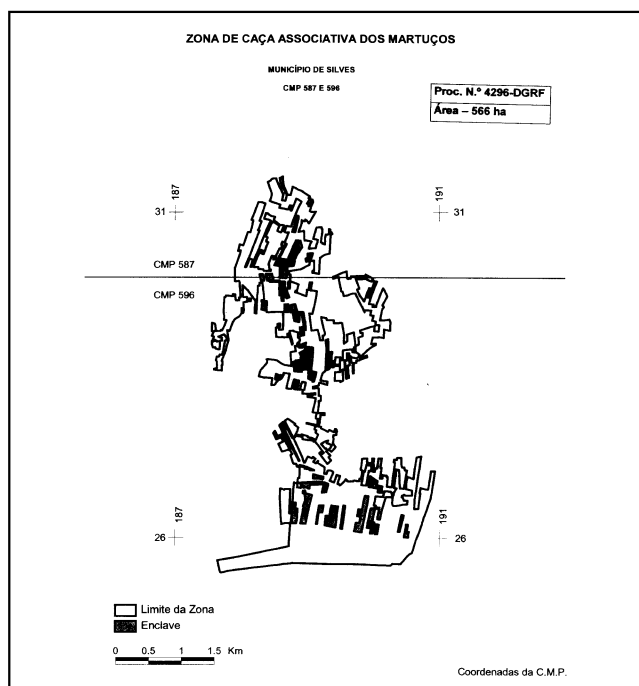 ZONA DE CAÇA ASSOCIATIVA DOS MARTUÇOS
MUNICÍPIO DE SILVES
CMP 587 E 596
Proc. N.º 4296-DGRF
Área – 566 ha
187
191
31
31
CMP 587
CMP 596
187
191
26
26
Limite da Zona
Enclave
0 0.5 1 1.5 Km
Coordenadas da C.M.P.